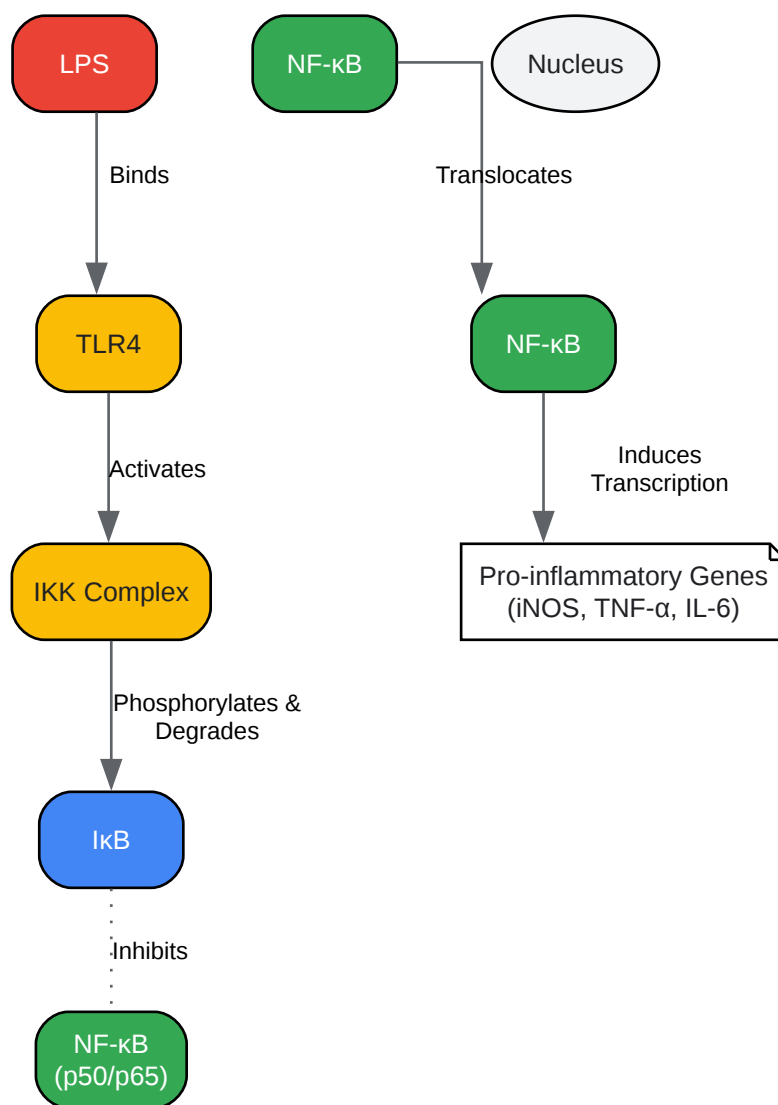 LPS
NF-κB
Nucleus
Binds
Translocates
TLR4
NF-κB
Activates
Induces
Transcription
IKK Complex
Pro-inflammatory Genes
(iNOS, TNF-α, IL-6)
Phosphorylates &
Degrades
IκB
Inhibits
NF-κB
(p50/p65)